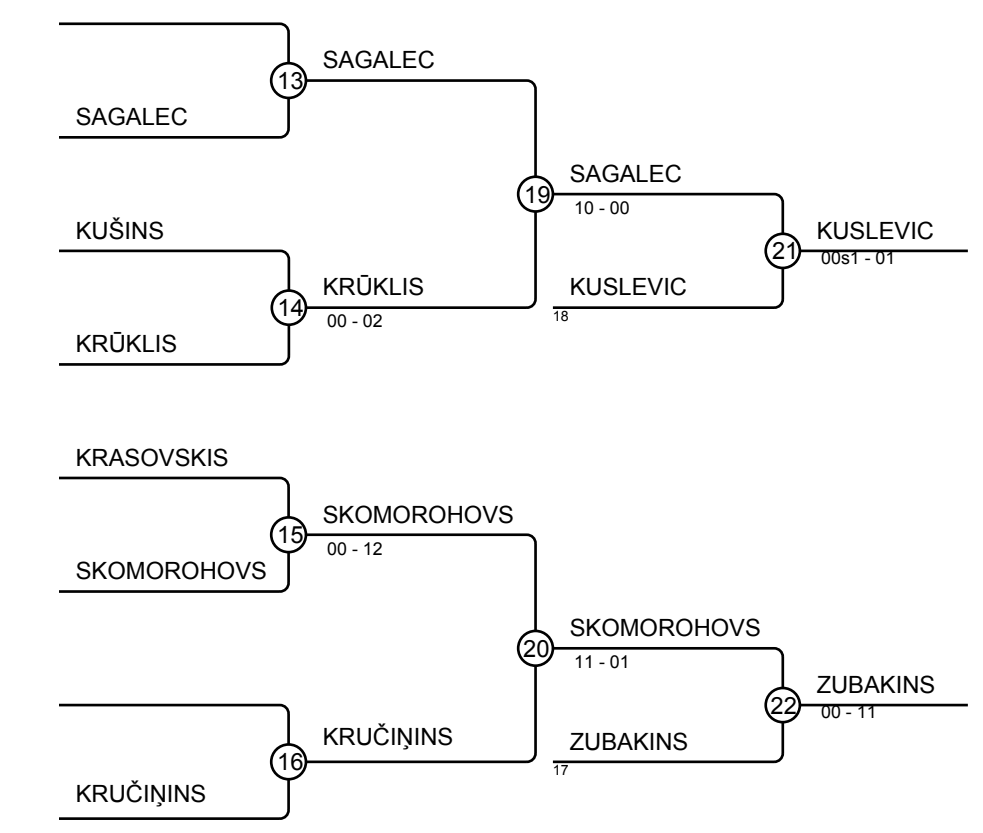 SAGALEC
13
SAGALEC
SAGALEC
19
10 - 00
KUŠINS
KUSLEVIC
21
00s1 - 01
KRŪKLIS
KUSLEVIC
14
00 - 02
18
KRŪKLIS
KRASOVSKIS
SKOMOROHOVS
15
00 - 12
SKOMOROHOVS
SKOMOROHOVS
20
11 - 01
ZUBAKINS
22
00 - 11
KRUČIŅINS
ZUBAKINS
16
17
KRUČIŅINS